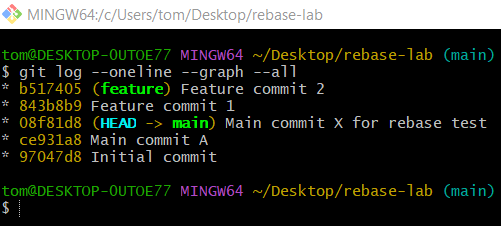 MINGW64:/c/Users/tom/Desktop/rebase-lab
tom@DESKTOP-OUTOE77 MINGW64 ~/Desktop/rebase-lab (main)
$ git log --oneline --graph --all
* b517405 (feature) Feature commit 2
* 843b8b9 Feature commit 1
* 08f81d8 (HEAD -> main) Main commit X for rebase test
* ce931a8 Main commit A
* 97047d8 Initial commit
tom@DESKTOP-OUTOE77 MINGW64 ~/Desktop/rebase-lab (main)
$